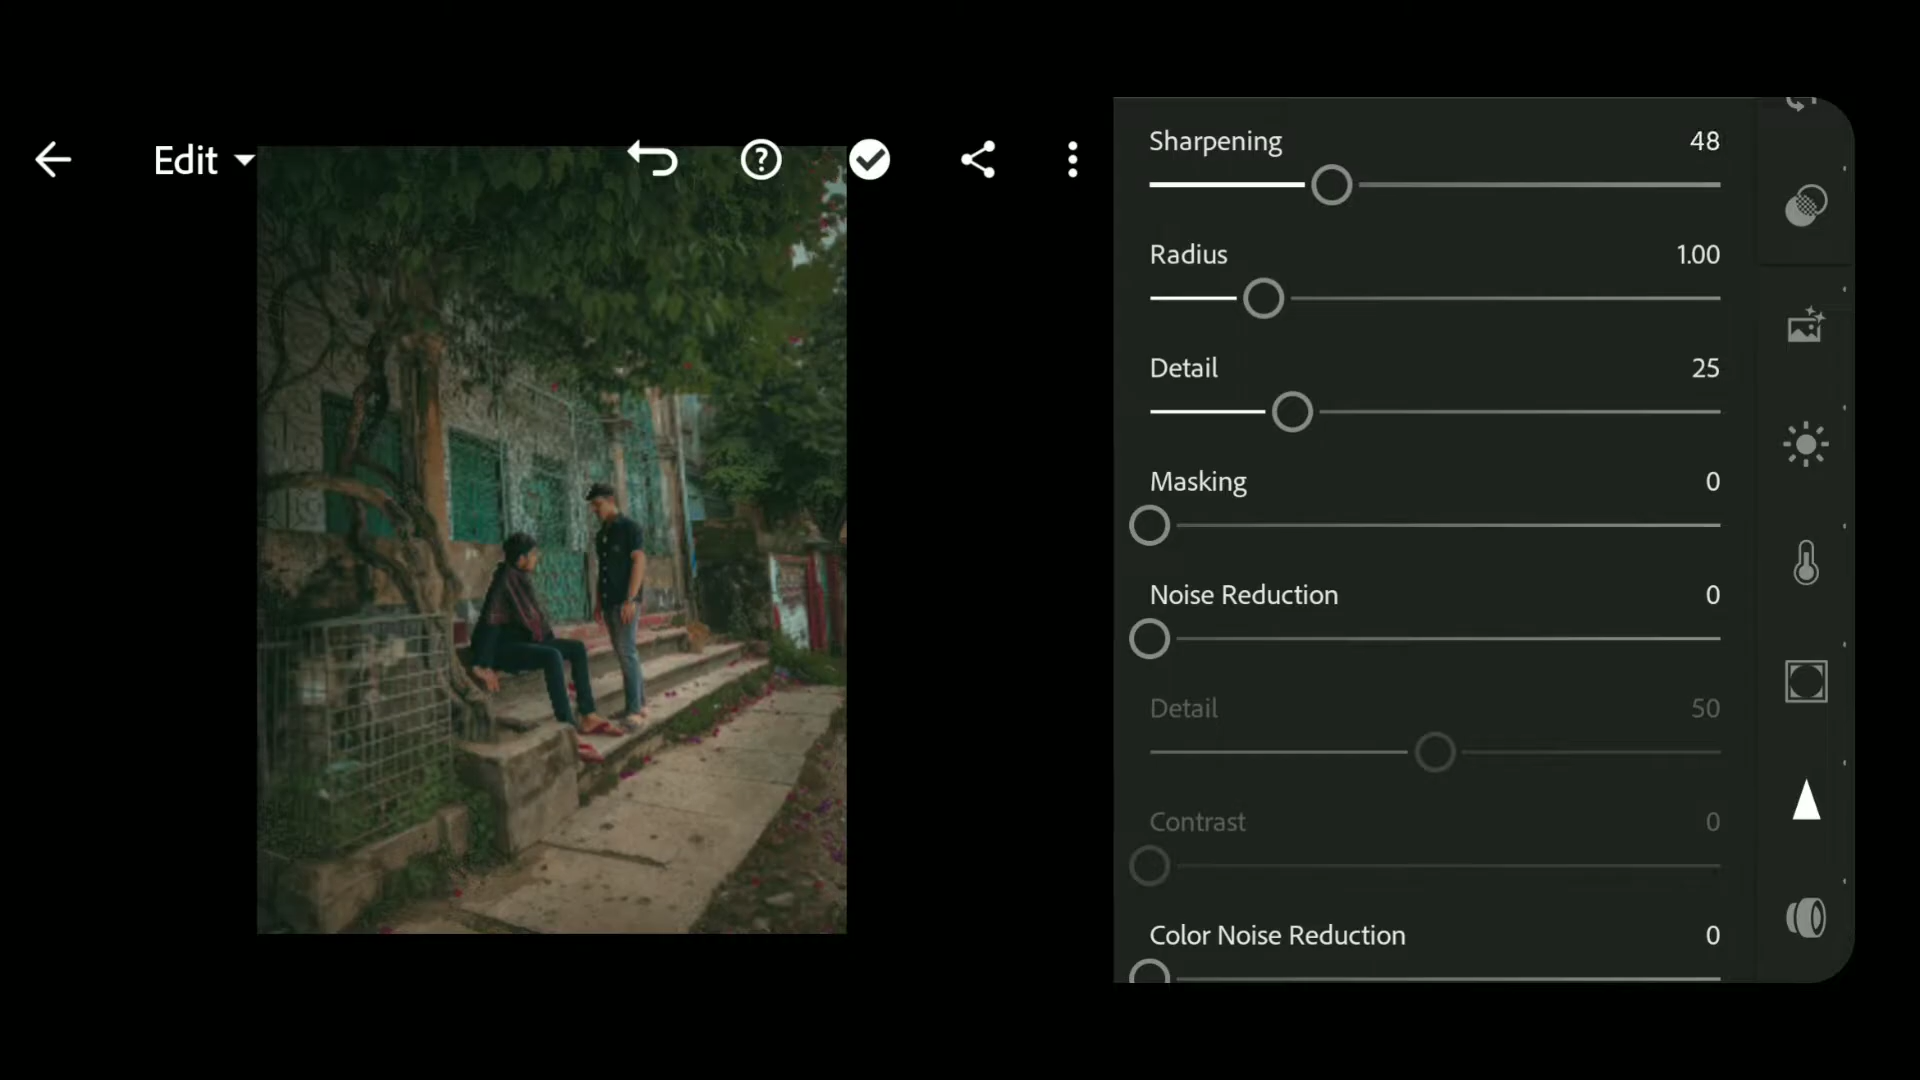 Edit
Sharpening 48
Radius 1.00
Detail 25
Masking 0
Noise Reduction 0
Detail 50
Contrast 0
Color Noise Reduction 0